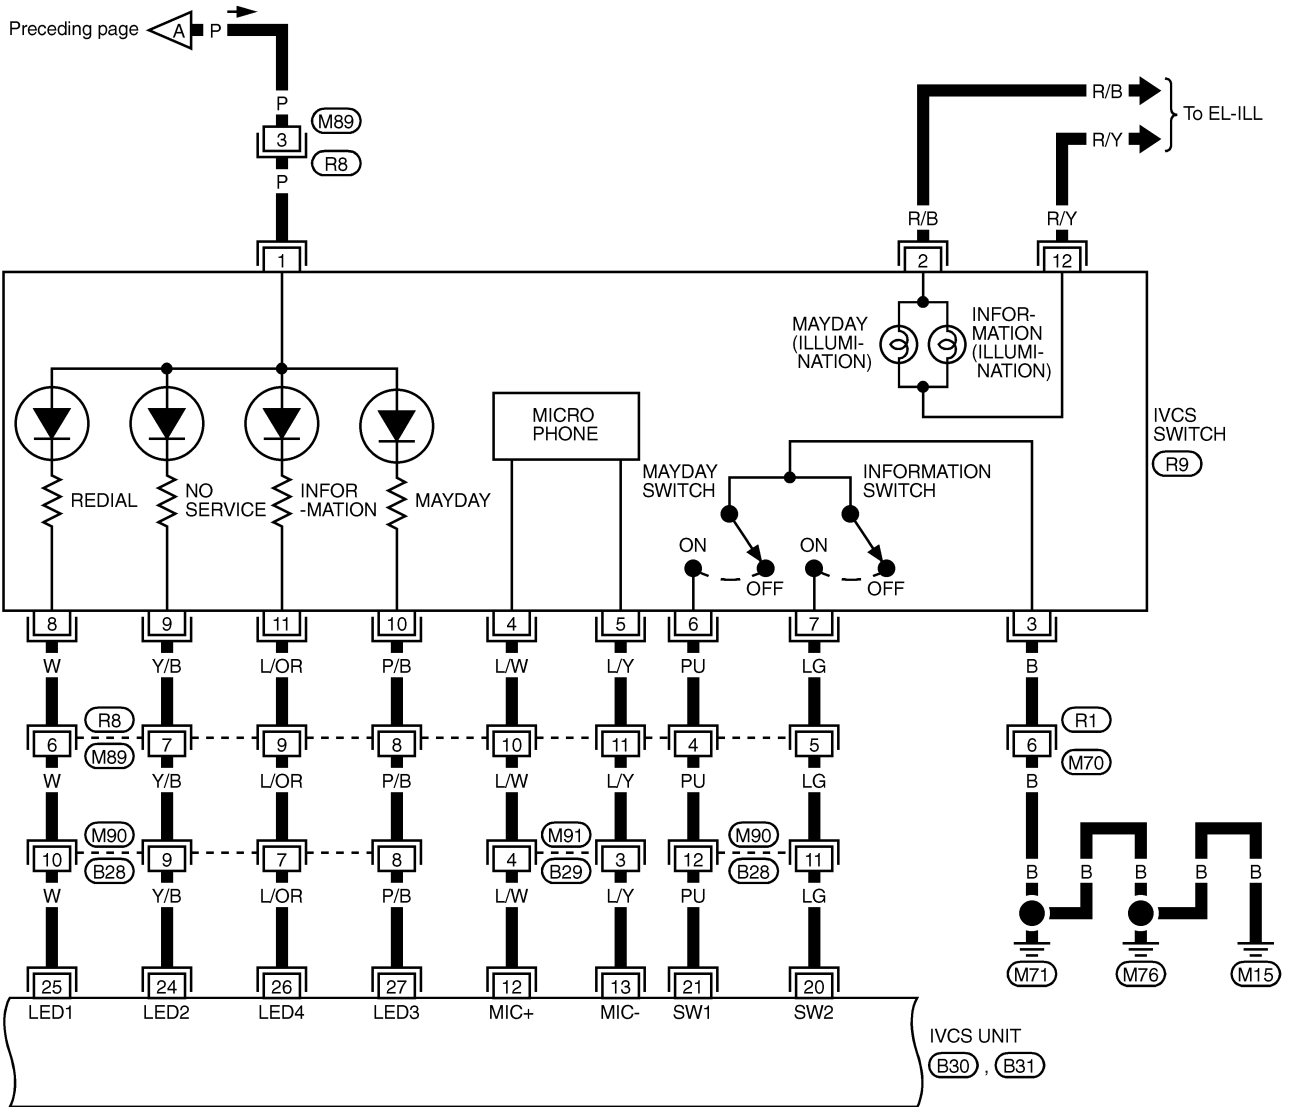 Preceding page A P
P
M89
3
R8
P
1
R/B
R/Y
To EL-ILL
R/B R/Y
2 12
MAYDAY
(ILLUMI-
NATION)
INFOR-
MATION
(ILLUMI-
NATION)
MICRO
PHONE
IVCS
SWITCH
R9
REDIAL
NO
SERVICE
INFOR
-MATION
MAYDAY
MAYDAY
SWITCH
INFORMATION
SWITCH
ON OFF
ON OFF
8 9 11 10 4 5 6 7 3
W Y/B L/OR P/B L/W L/Y PU LG B
R8 R1
6 7 9 8 10 11 4 5 6
M89 M70
W Y/B L/OR P/B L/W L/Y PU LG B
M90 M91 M90
10 9 7 8 4 3 12 11
B28 B29 B28
W Y/B L/OR P/B L/W L/Y PU LG B B B B B
M71 M76 M15
25 24 26 27 12 13 21 20
LED1 LED2 LED4 LED3 MIC+ MIC- SW1 SW2
IVCS UNIT
B30 , B31